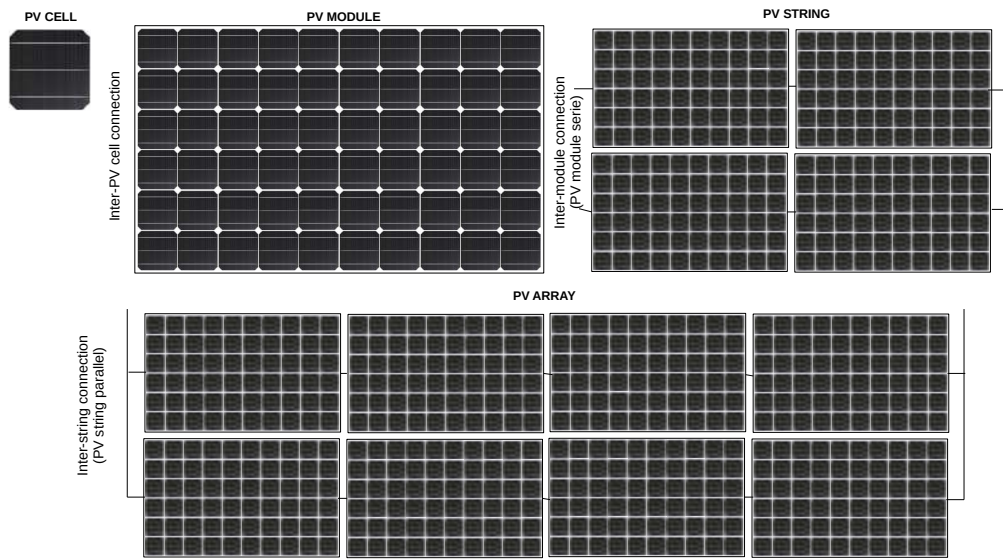 PV CELL
PV MODULE
PV STRING
Inter-PV cell connection
Inter-module connection
(PV module serie)
PV ARRAY
Inter-string connection
(PV string parallel)